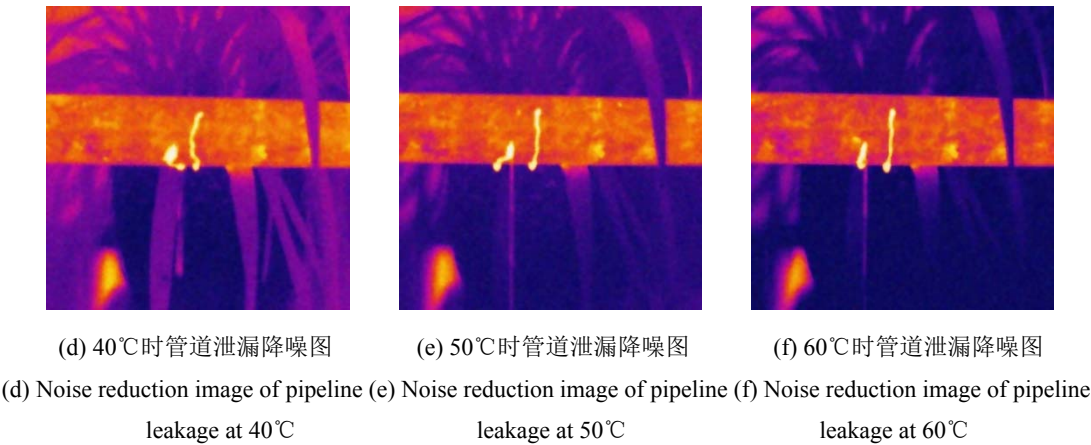 (d) 40℃时管道泄漏降噪图 (e) 50℃时管道泄漏降噪图 (f) 60℃时管道泄漏降噪图
(d) Noise reduction image of pipeline (e) Noise reduction image of pipeline (f) Noise reduction image of pipeline
leakage at 40℃ leakage at 50℃ leakage at 60℃